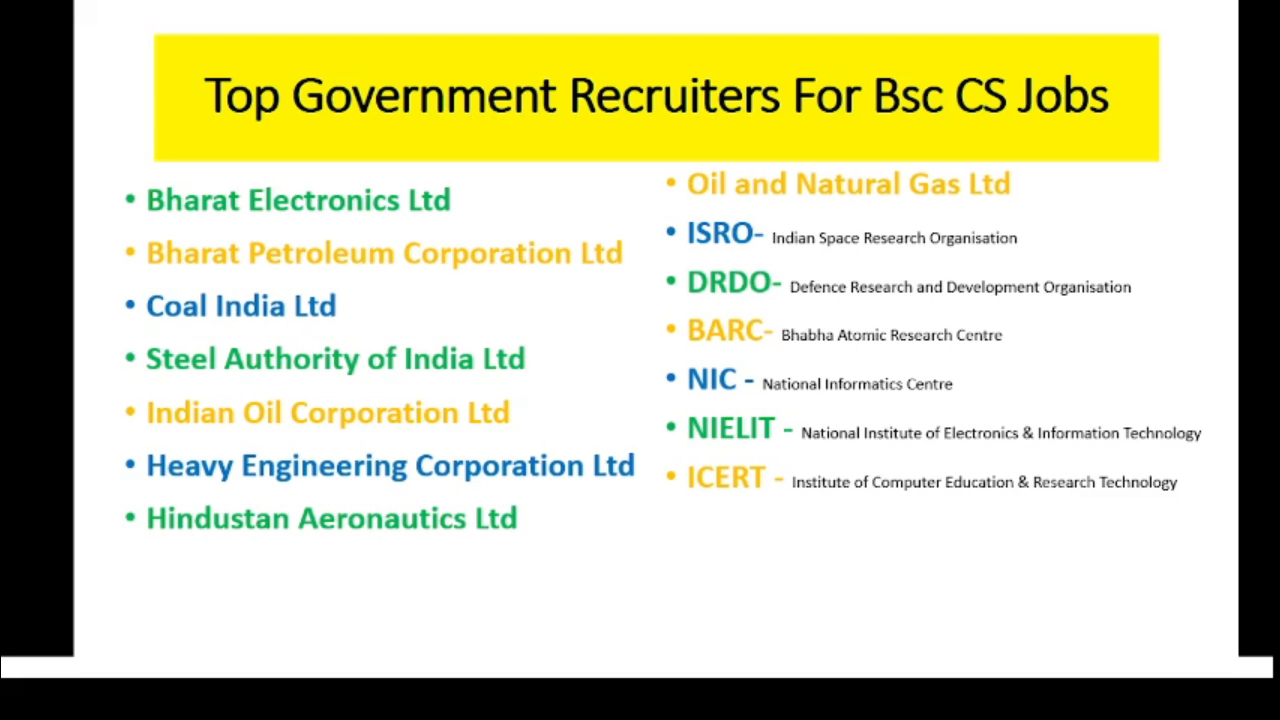 Top Government Recruiters For Bsc CS Jobs
• Bharat Electronics Ltd
• Bharat Petroleum Corporation Ltd
• Coal India Ltd
• Steel Authority of India Ltd
• Indian Oil Corporation Ltd
• Heavy Engineering Corporation Ltd
• Hindustan Aeronautics Ltd
• Oil and Natural Gas Ltd
• ISRO- Indian Space Research Organisation
• DRDO- Defence Research and Development Organisation
• BARC- Bhabha Atomic Research Centre
• NIC - National Informatics Centre
• NIELIT - National Institute of Electronics & Information Technology
• ICERT - Institute of Computer Education & Research Technology